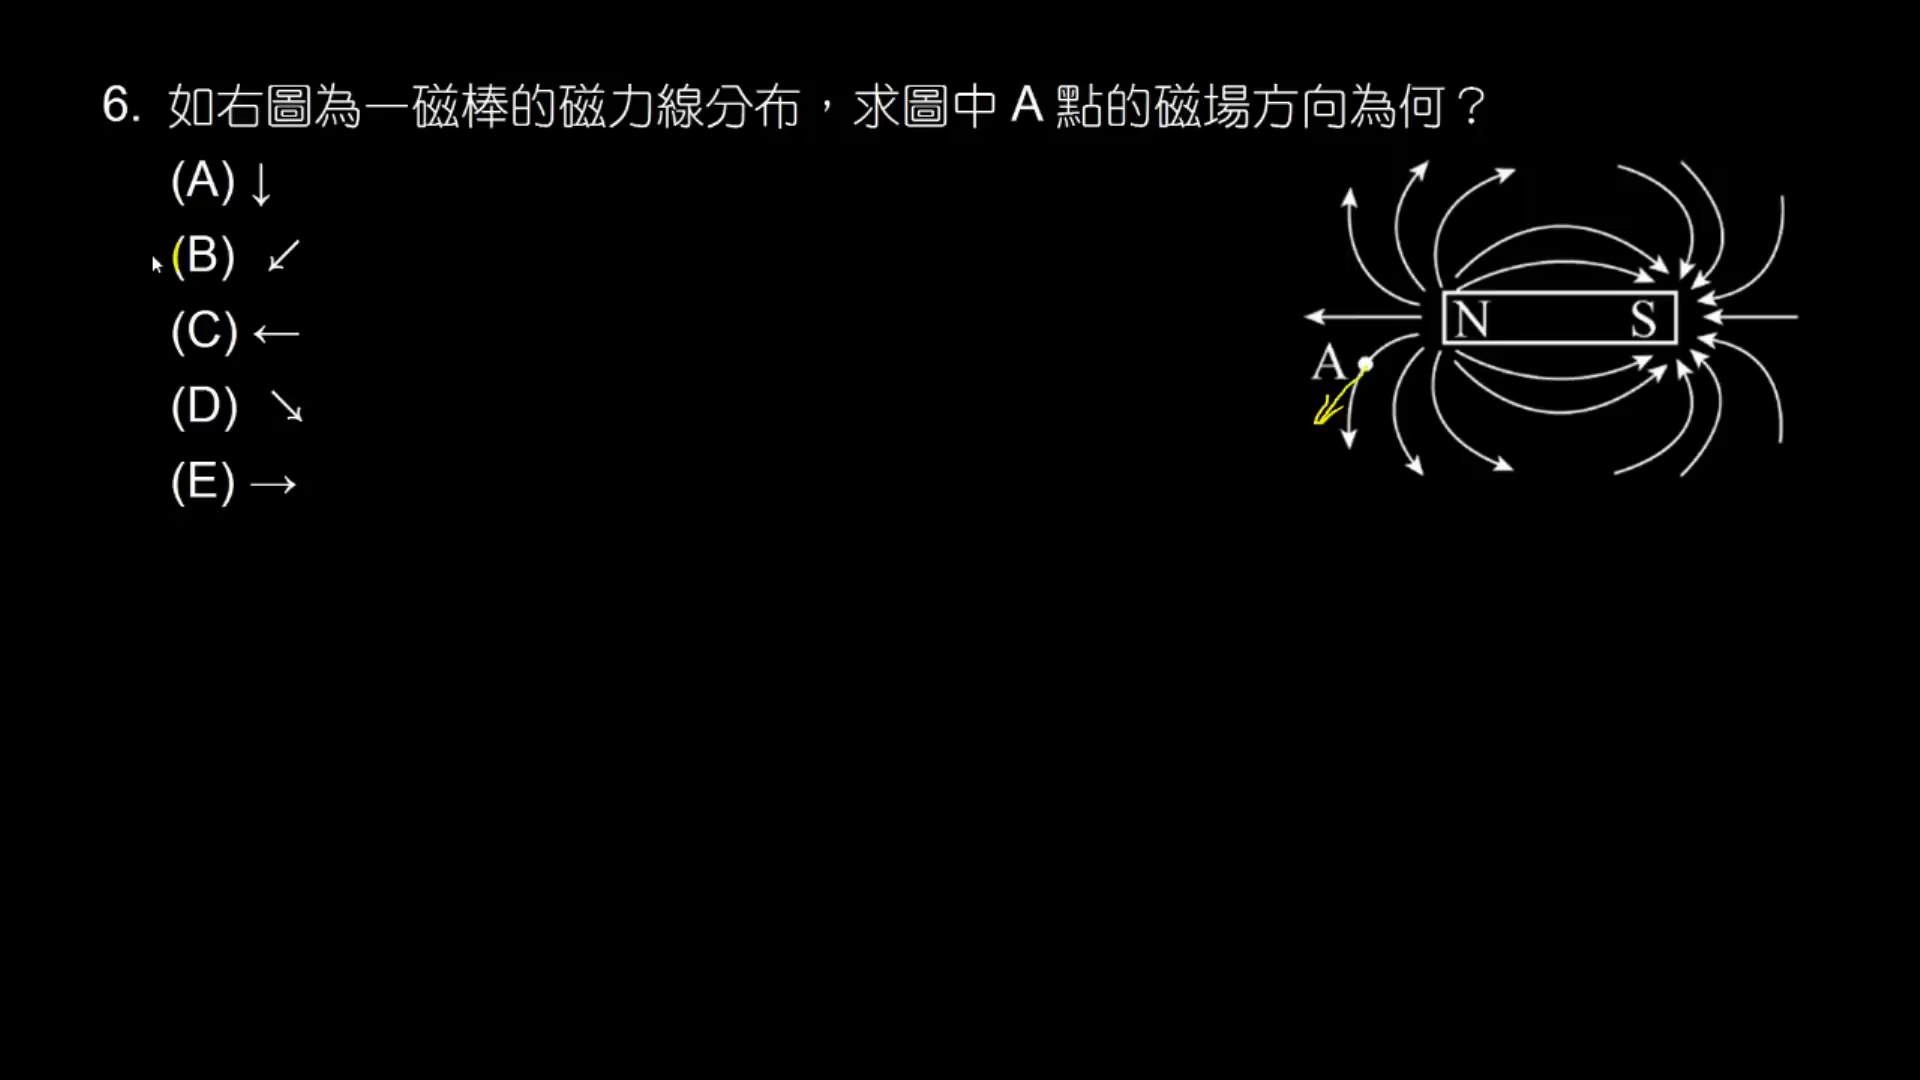 6. 如右圖為一磁棒的磁力線分布，求圖中 A 點的磁場方向為何？
(A) ↓
(B) ↙
(C) ←
(D) ↘
(E) →
N S
A